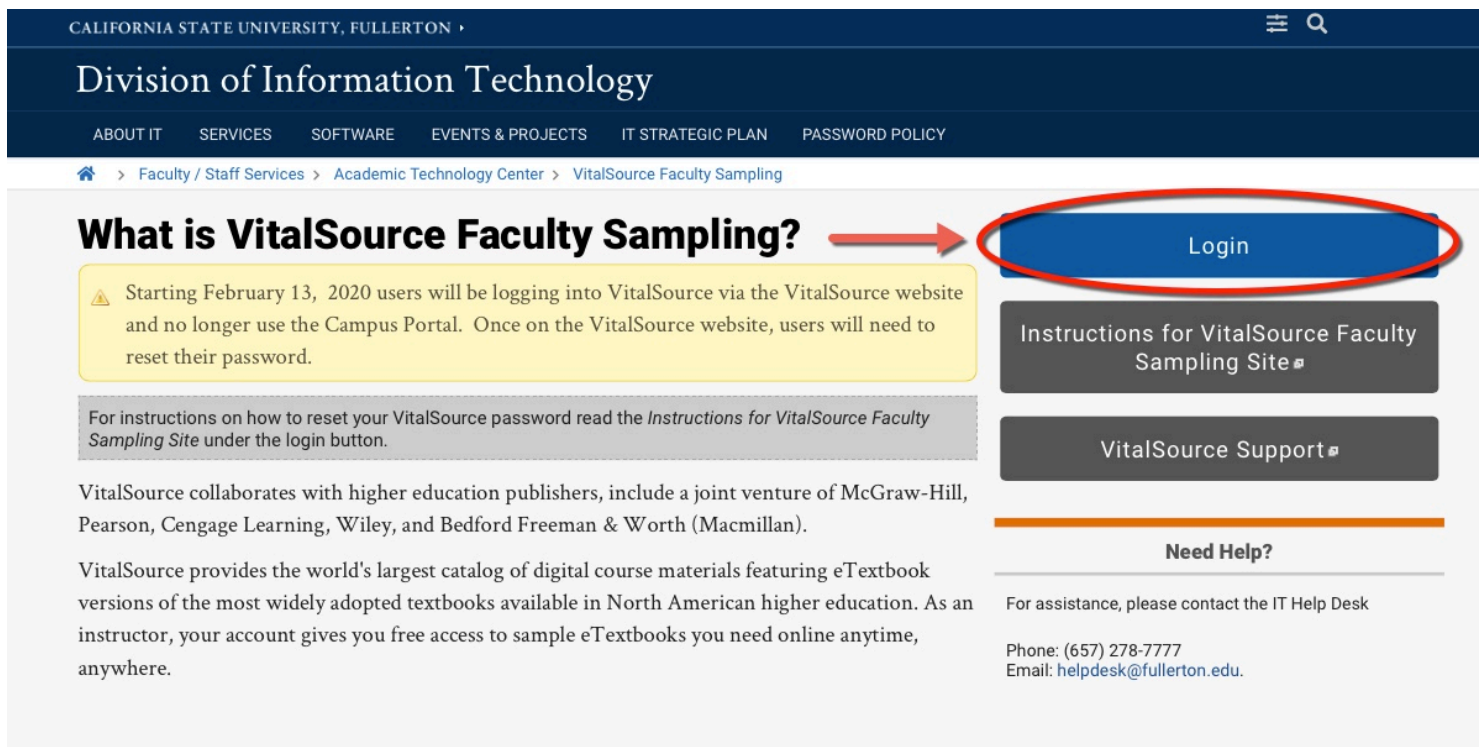 CALIFORNIA STATE UNIVERSITY, FULLERTON
Division of Information Technology
ABOUT IT SERVICES SOFTWARE EVENTS & PROJECTS IT STRATEGIC PLAN PASSWORD POLICY
> Faculty / Staff Services > Academic Technology Center > VitalSource Faculty Sampling
What is VitalSource Faculty Sampling?
Starting February 13, 2020 users will be logging into VitalSource via the VitalSource website
and no longer use the Campus Portal. Once on the VitalSource website, users will need to
reset their password.
For instructions on how to reset your VitalSource password read the Instructions for VitalSource Faculty
Sampling Site under the login button.
VitalSource collaborates with higher education publishers, include a joint venture of McGraw-Hill,
Pearson, Cengage Learning, Wiley, and Bedford Freeman & Worth (Macmillan).
VitalSource provides the world's largest catalog of digital course materials featuring eTextbook
versions of the most widely adopted textbooks available in North American higher education. As an
instructor, your account gives you free access to sample eTextbooks you need online anytime,
anywhere.
Login
Instructions for VitalSource Faculty
Sampling Site
VitalSource Support
Need Help?
For assistance, please contact the IT Help Desk
Phone: (657) 278-7777
Email: helpdesk@fullerton.edu.